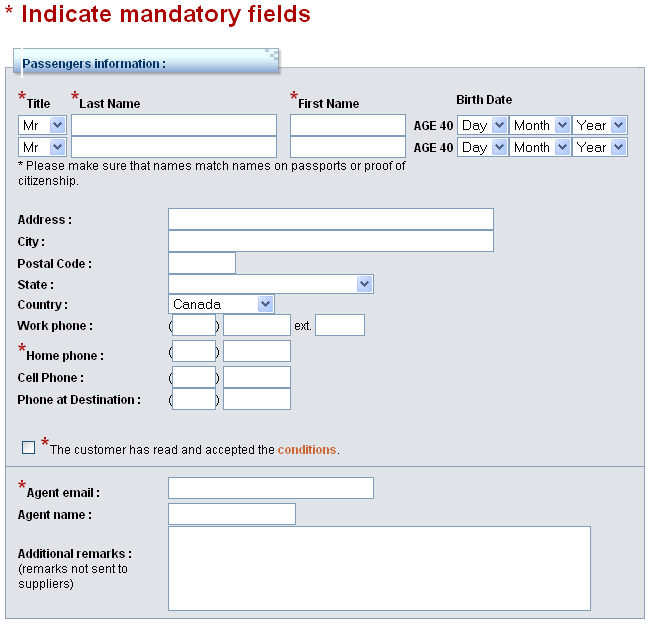 * Indicate mandatory fields
Passengers information :
*Title *Last Name *First Name Birth Date
Mr AGE 40 Day Month Year
Mr AGE 40 Day Month Year
* Please make sure that names match names on passports or proof of
citizenship.
Address :
City :
Postal Code :
State :
Country : Canada
Work phone : ( ) ext.
*Home phone : ( )
Cell Phone : ( )
Phone at Destination : ( )
*The customer has read and accepted the conditions.
*Agent email :
Agent name :
Additional remarks :
(remarks not sent to
suppliers)